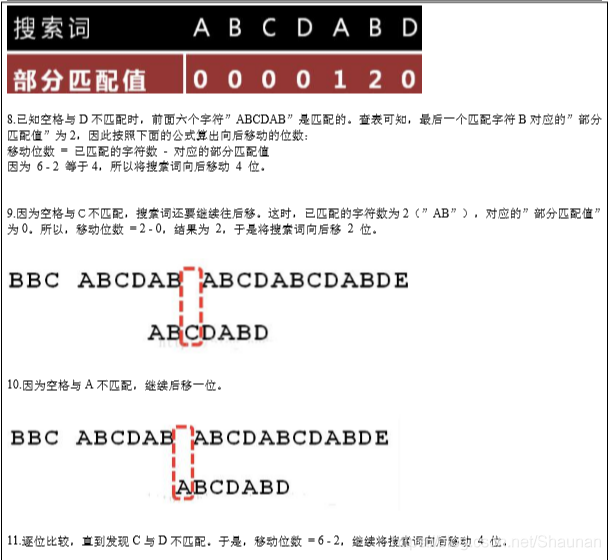 搜索词 A B C D A B D
部分匹配值 0 0 0 0 1 2 0
8.已知空格与 D 不匹配时，前面六个字符”ABCDAB”是匹配的。查表可知，最后一个匹配字符 B 对应的”部分
匹配值”为 2，因此按照下面的公式算出向后移动的位数：
移动位数 = 已匹配的字符数 - 对应的部分匹配值
因为 6 - 2 等于 4，所以将搜索词向后移动 4 位。
9.因为空格与 C 不匹配，搜索词还要继续往后移。这时，已匹配的字符数为 2（”AB”），对应的”部分匹配值”
为 0。所以，移动位数 = 2 - 0，结果为 2，于是将搜索词向后移 2 位。
BBC ABCDAB ABCDABCDABDE
ABCDABD
10.因为空格与 A 不匹配，继续后移一位。
BBC ABCDAB ABCDABCDABDE
ABCDABD
11.逐位比较，直到发现 C 与 D 不匹配。于是，移动位数 = 6 - 2，继续将搜索词向后移动 4 位。